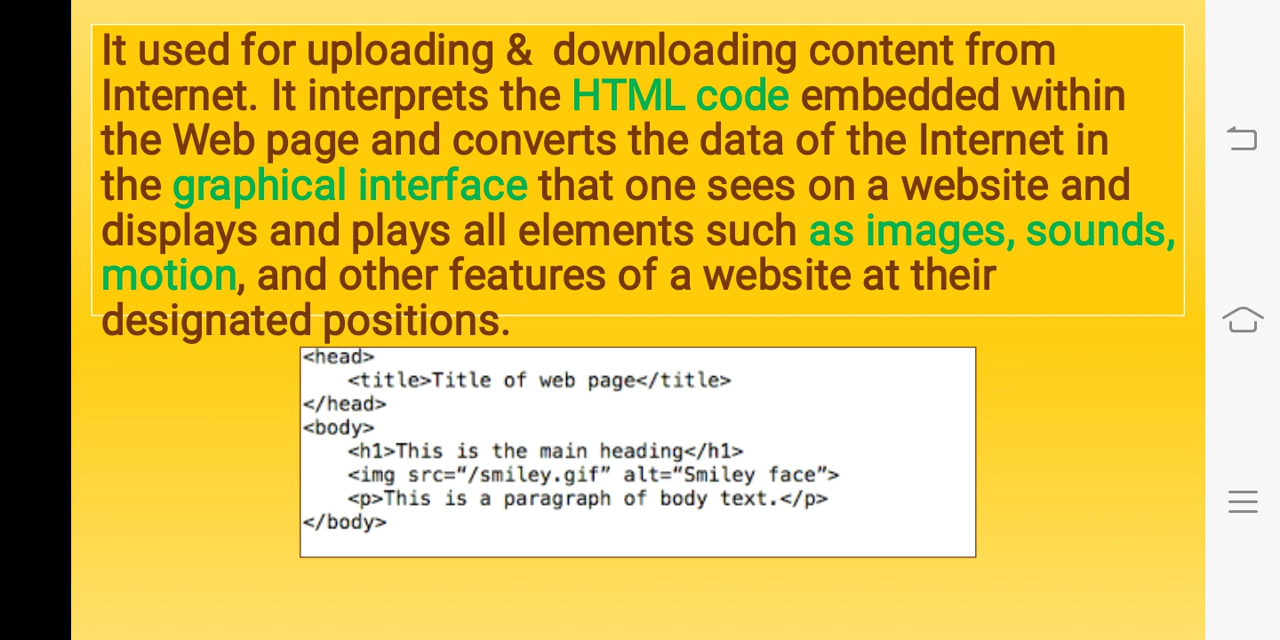 It used for uploading &  downloading content from
Internet. It interprets the HTML code embedded within
the Web page and converts the data of the Internet in
the graphical interface that one sees on a website and
displays and plays all elements such as images, sounds,
motion, and other features of a website at their
designated positions.
<head>
    <title>Title of web page</title>
</head>
<body>
    <h1>This is the main heading</h1>
    <img src=“/smiley.gif” alt=“Smiley face”>
    <p>This is a paragraph of body text.</p>
</body>